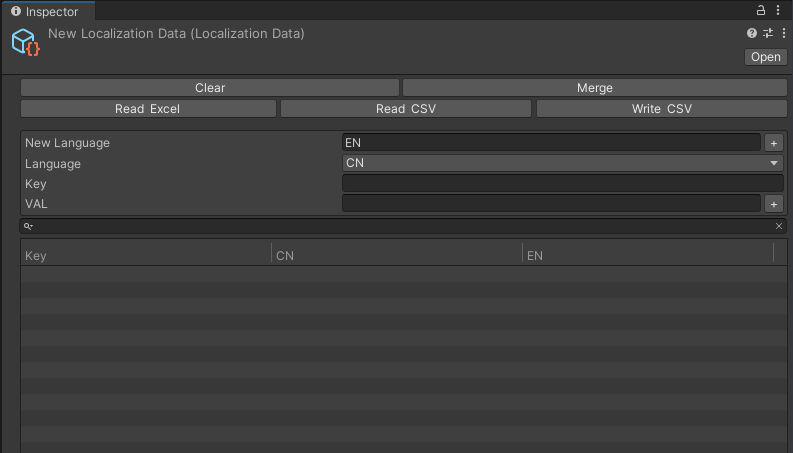 Inspector
New Localization Data (Localization Data)
Open
Clear Merge
Read Excel Read CSV Write CSV
New Language EN +
Language CN
Key
VAL +
Key CN EN